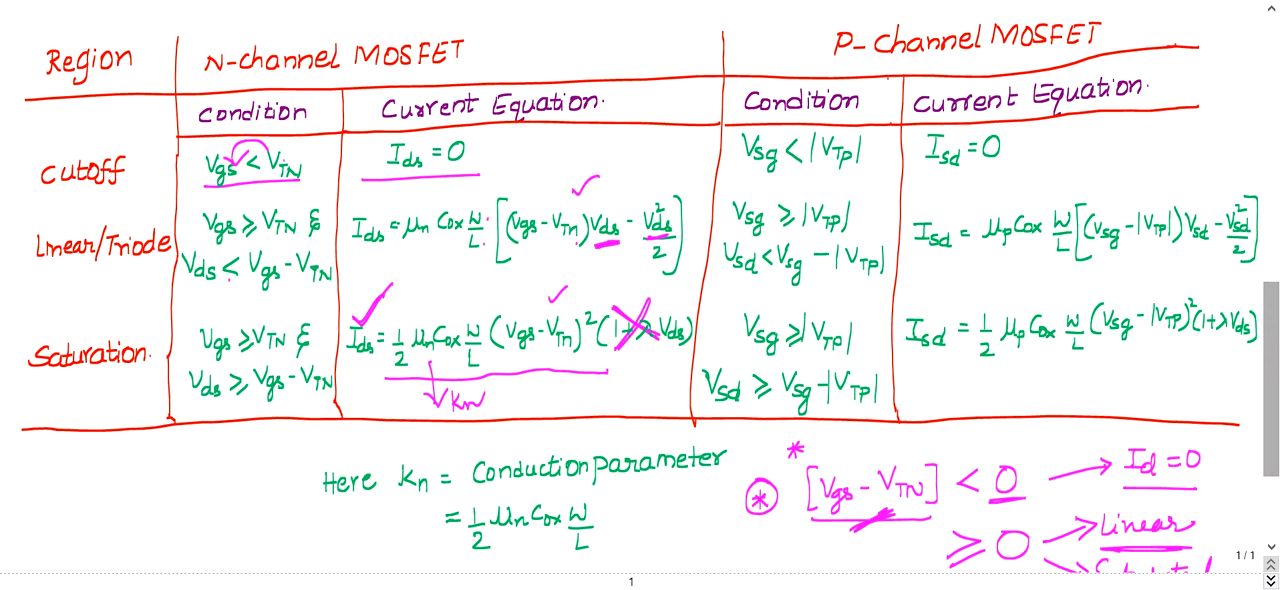 Region N-channel MOSFET P-Channel MOSFET
Condition Current Equation. Condition Current Equation.
Cutoff Vgs < VTN Ids = 0 Vsg < |VTP| Isd = 0
Linear/Triode Vgs ≥ VTN & Ids = μn Cox W/L [(Vgs - VTn)Vds - Vds²/2] Vsg ≥ |VTP| Isd = μp Cox W/L [(Vsg - |VTP|)Vsd - Vsd²/2]
Vds < Vgs - VTN Vsd < Vsg - |VTP|
Saturation. Vgs ≥ VTN & Ids = 1/2 μn Cox W/L (Vgs - VTn)² (1+λVds) Vsg ≥ |VTP| Isd = 1/2 μp Cox W/L (Vsg - |VTP|)² (1+λVds)
Vds ≥ Vgs - VTN Kn Vsd ≥ Vsg - |VTP|
Here Kn = Conduction parameter
= 1/2 μn Cox W/L
* [Vgs - VTN] < 0 → Id = 0
≥ 0 → Linear
1 / 1
1